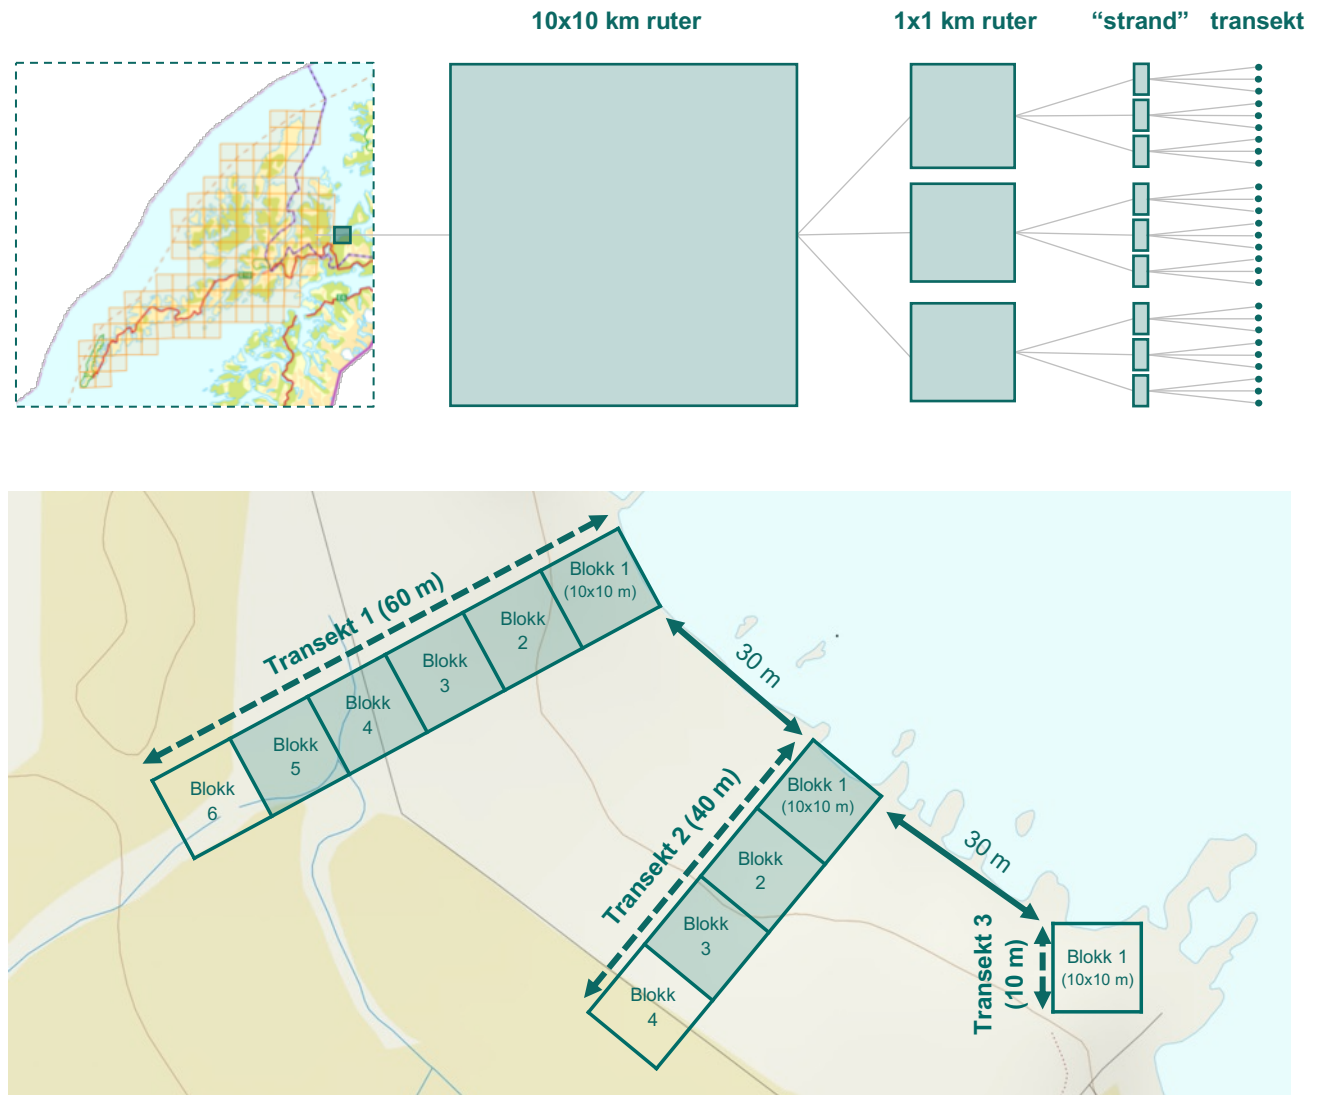 10x10 km ruter
1x1 km ruter
“strand”
transekt
Transekt 1 (60 m)
Blokk 1
(10x10 m)
Blokk
2
Blokk
3
Blokk
4
Blokk
5
Blokk
6
30 m
Transekt 2 (40 m)
Blokk 1
(10x10 m)
Blokk
2
Blokk
3
Blokk
4
30 m
Transekt 3
(10 m)
Blokk 1
(10x10 m)